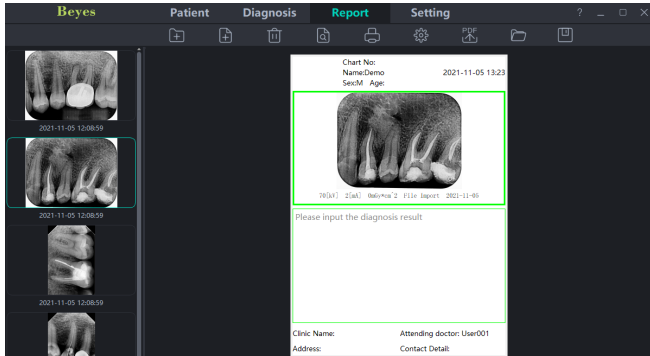 Beyes Patient Diagnosis Report Setting ?
PDF
2021-11-05 12:08:59
2021-11-05 12:08:59
2021-11-05 12:08:59
Chart No:
Name:Demo 2021-11-05 13:23
Sex:M Age:
70[kV] 2[mA] 0mGy*cm^2 File Import 2021-11-05
Please input the diagnosis result
Clinic Name: Attending doctor: User001
Address: Contact Detail: